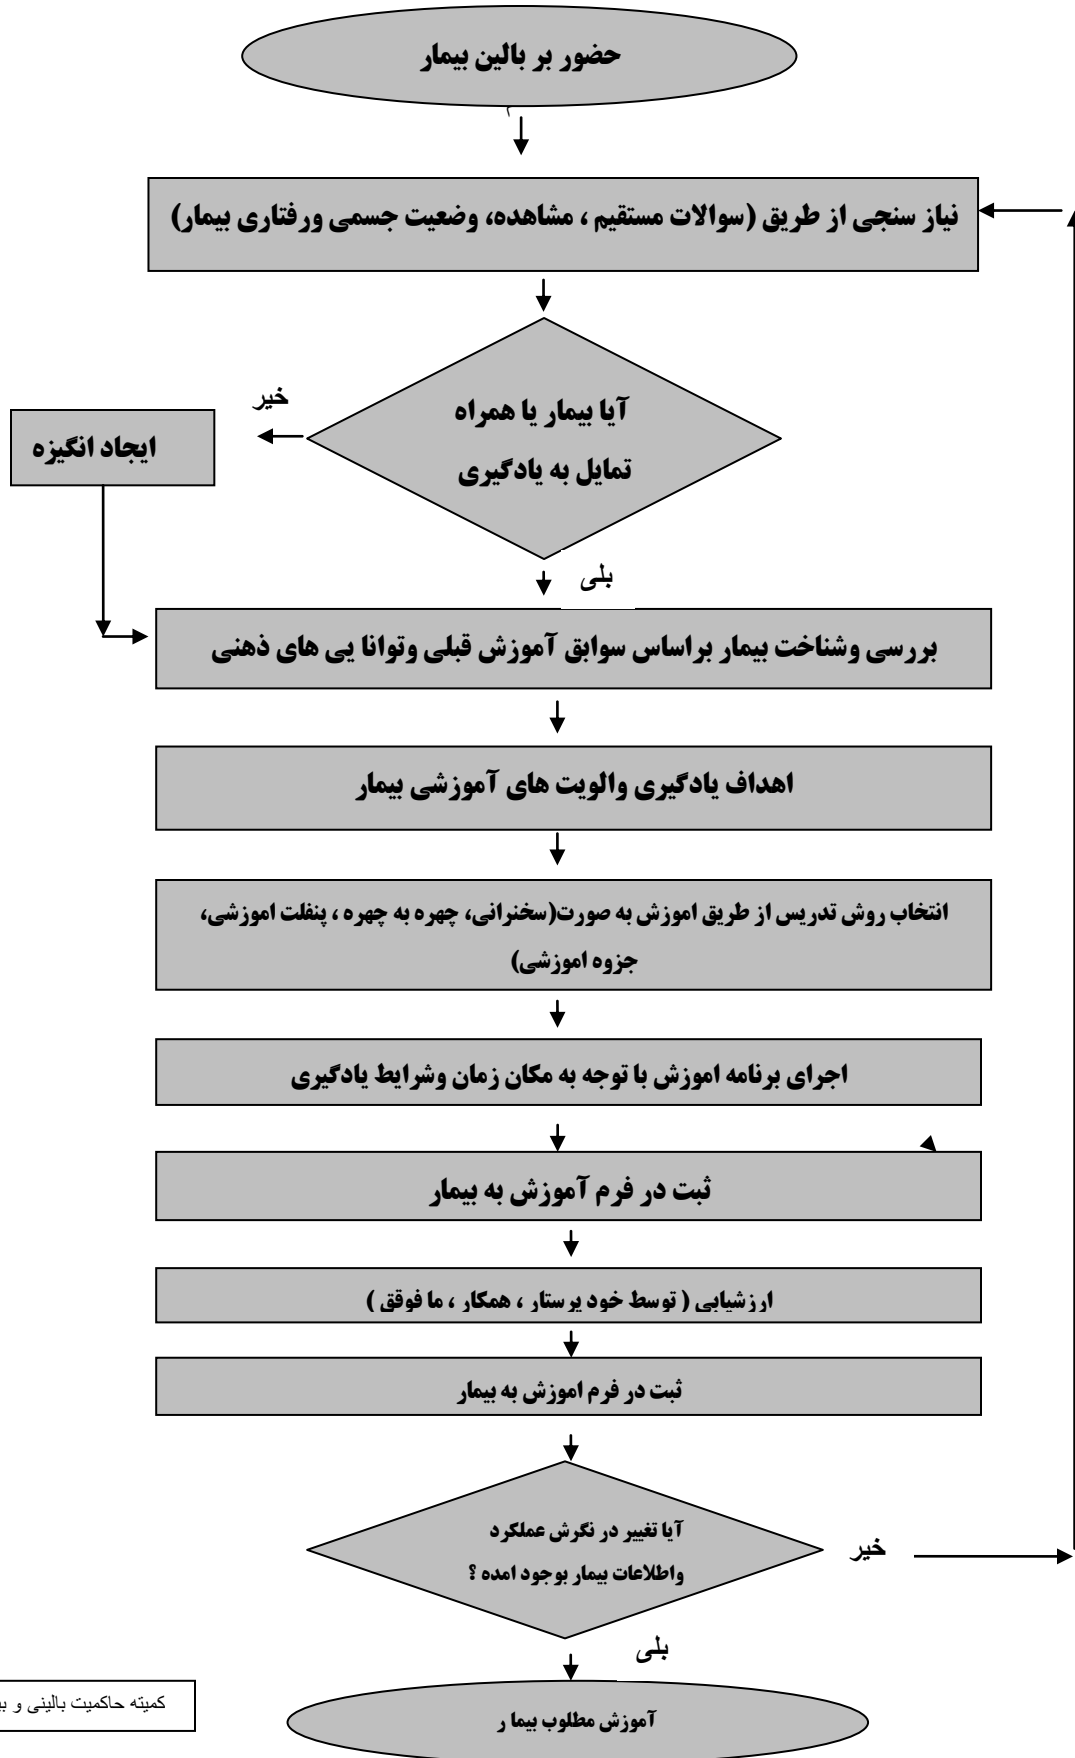 حضور بر بالین بیمار
نیاز سنجی از طریق (سوالات مستقیم ، مشاهده، وضعیت جسمی ورفتاری بیمار)
آیا بیمار یا همراه
تمایل به یادگیری
خیر
ایجاد انگیزه
بلی
بررسی وشناخت بیمار براساس سوابق آموزش قبلی وتوانا یی های ذهنی
اهداف یادگیری والویت های آموزشی بیمار
انتخاب روش تدریس از طریق اموزش به صورت(سخنرانی، چهره به چهره ، پنفلت اموزشی،
جزوه اموزشی)
اجرای برنامه اموزش با توجه به مکان زمان وشرایط یادگیری
ثبت در فرم آموزش به بیمار
ارزشیابی ( توسط خود پرستار ، همکار ، ما فوقق )
ثبت در فرم اموزش به بیمار
آیا تغییر در نگرش عملکرد
واطلاعات بیمار بوجود امده ؟
خیر
بلی
آموزش مطلوب بیما ر
کمیته حاکمیت بالینی و